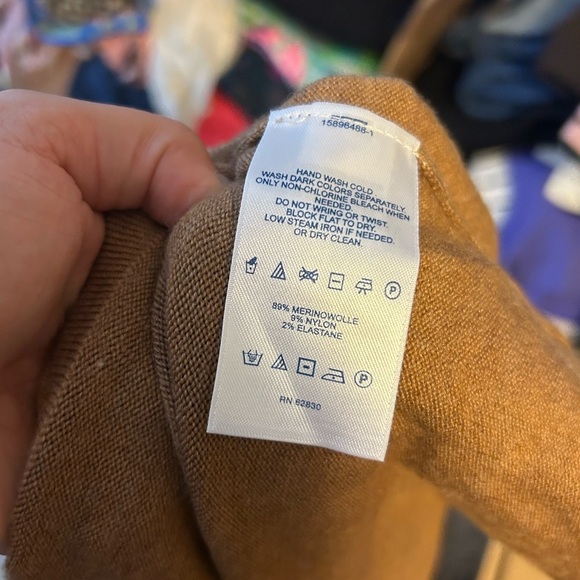 15896488-1
HAND WASH COLD
WASH DARK COLORS SEPARATELY
ONLY NON-CHLORINE BLEACH WHEN
NEEDED.
DO NOT WRING OR TWIST.
BLOCK FLAT TO DRY.
LOW STEAM IRON IF NEEDED.
OR DRY CLEAN.
P
89% MERINOWOLLE
9% NYLON
2% ELASTANE
P
RN 62830